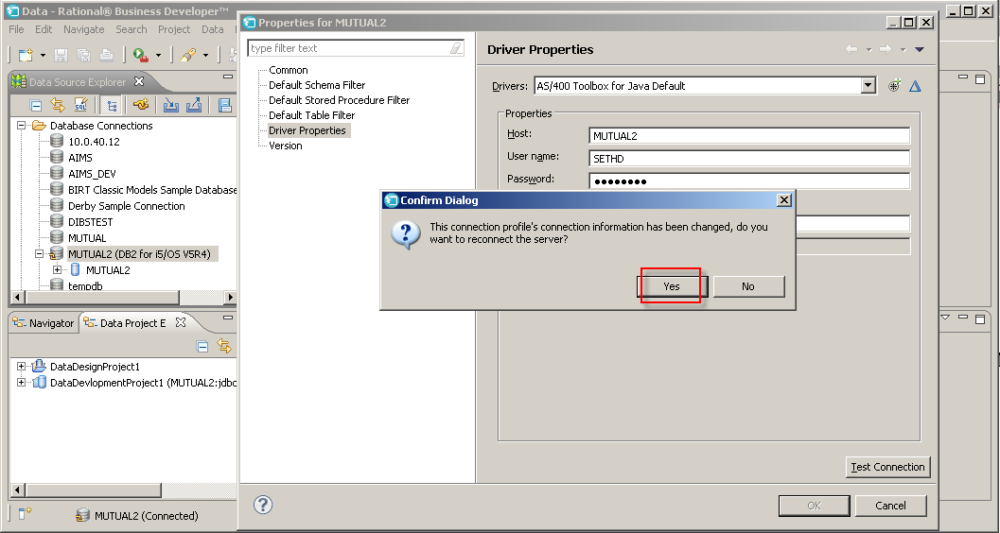 Data - Rational® Business Developer™
File Edit Navigate Search Project Data
Data Source Explorer
Database Connections
10.0.40.12
AIMS
AIMS_DEV
BIRT Classic Models Sample Database
Derby Sample Connection
DIBSTEST
MUTUAL
MUTUAL2 (DB2 for i5/OS V5R4)
MUTUAL2
tempdb
Navigator Data Project E
DataDesignProject1
DataDevlopmentProject1 (MUTUAL2:jdbc
MUTUAL2 (Connected)
Properties for MUTUAL2
type filter text
Common
Default Schema Filter
Default Stored Procedure Filter
Default Table Filter
Driver Properties
Version
Driver Properties
Drivers: AS/400 Toolbox for Java Default
Properties
Host: MUTUAL2
User name: SETHD
Password: ●●●●●●●●
Confirm Dialog
This connection profile's connection information has been changed, do you
want to reconnect the server?
Yes No
Test Connection
OK Cancel